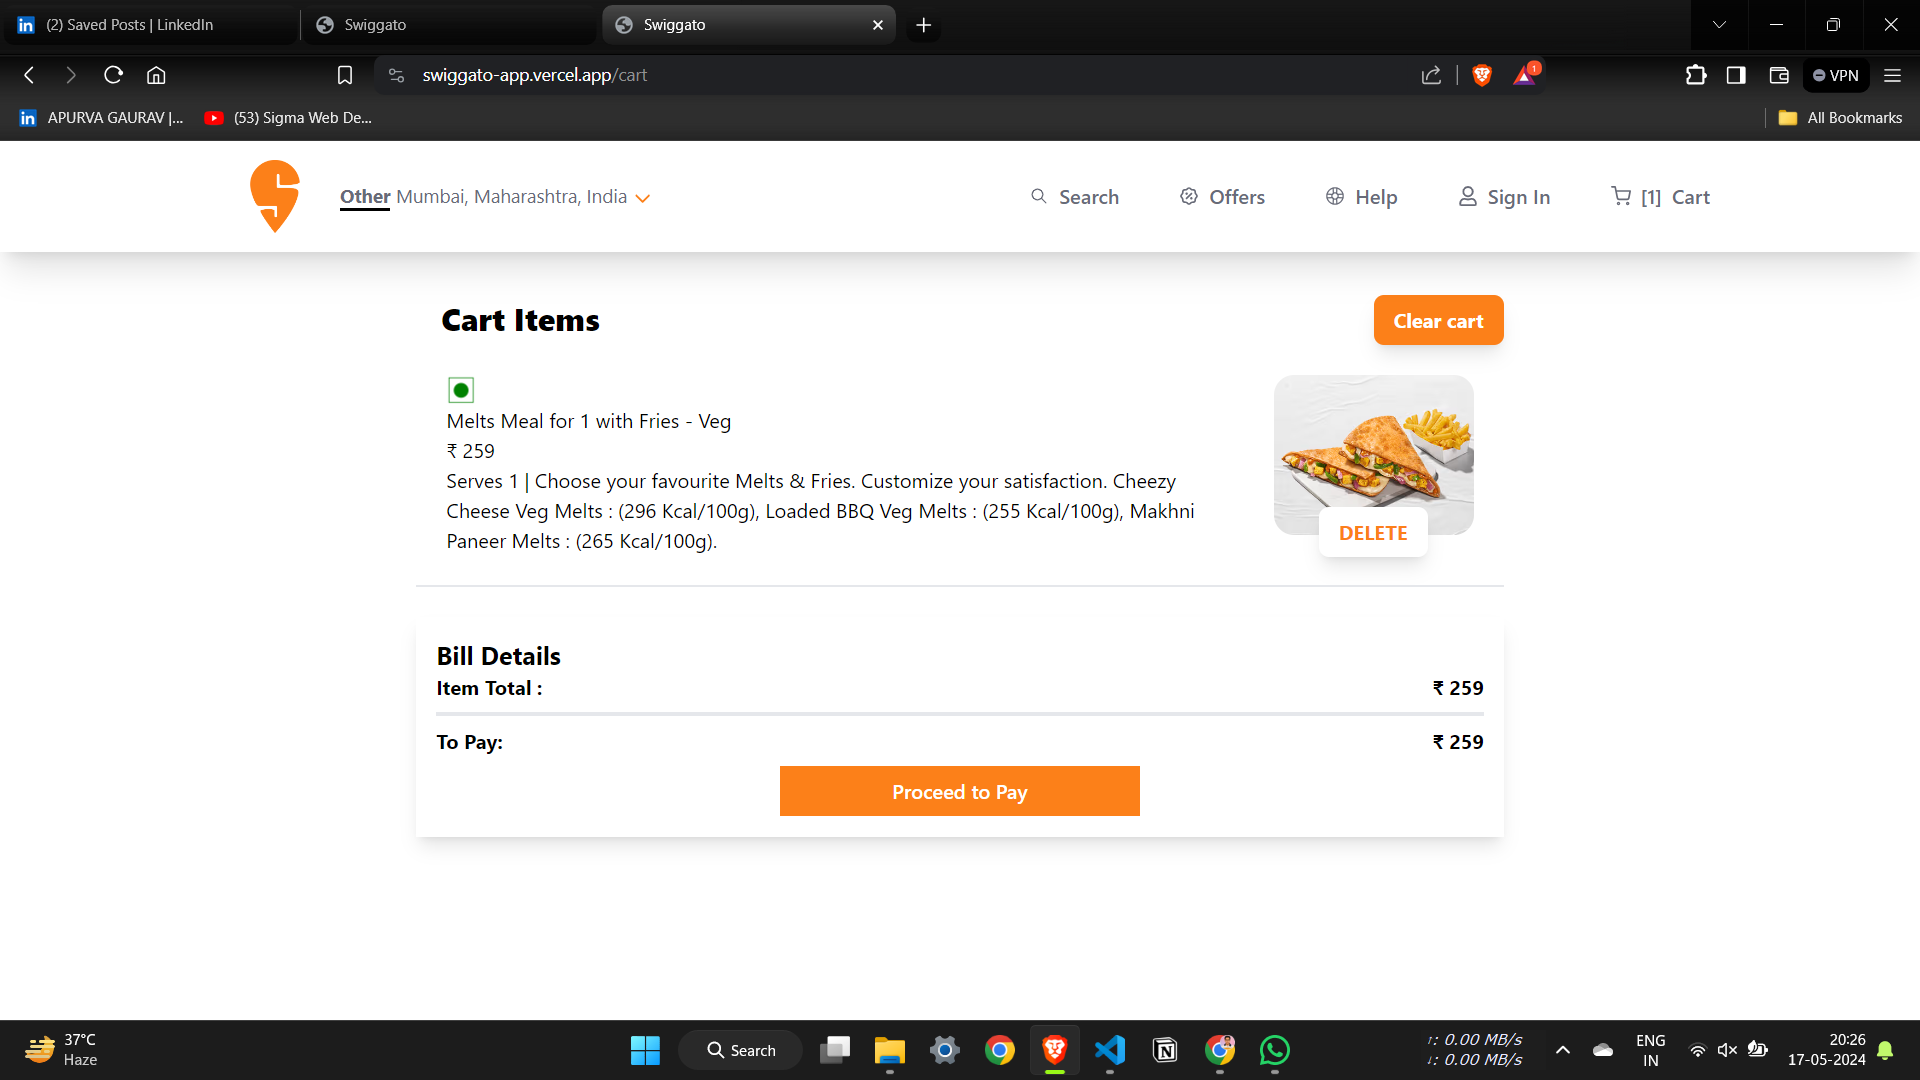 (2) Saved Posts | LinkedIn
Swiggato
Swiggato
swiggato-app.vercel.app/cart
1
VPN
APURVA GAURAV |...
(53) Sigma Web De...
All Bookmarks
Other Mumbai, Maharashtra, India
Search
Offers
Help
Sign In
[1] Cart
Cart Items
Clear cart
Melts Meal for 1 with Fries - Veg
₹ 259
Serves 1 | Choose your favourite Melts & Fries. Customize your satisfaction. Cheezy
Cheese Veg Melts : (296 Kcal/100g), Loaded BBQ Veg Melts : (255 Kcal/100g), Makhni
Paneer Melts : (265 Kcal/100g).
DELETE
Bill Details
Item Total :
₹ 259
To Pay:
₹ 259
Proceed to Pay
37°C
Haze
Search
↑: 0.00 MB/s
↓: 0.00 MB/s
ENG
IN
20:26
17-05-2024